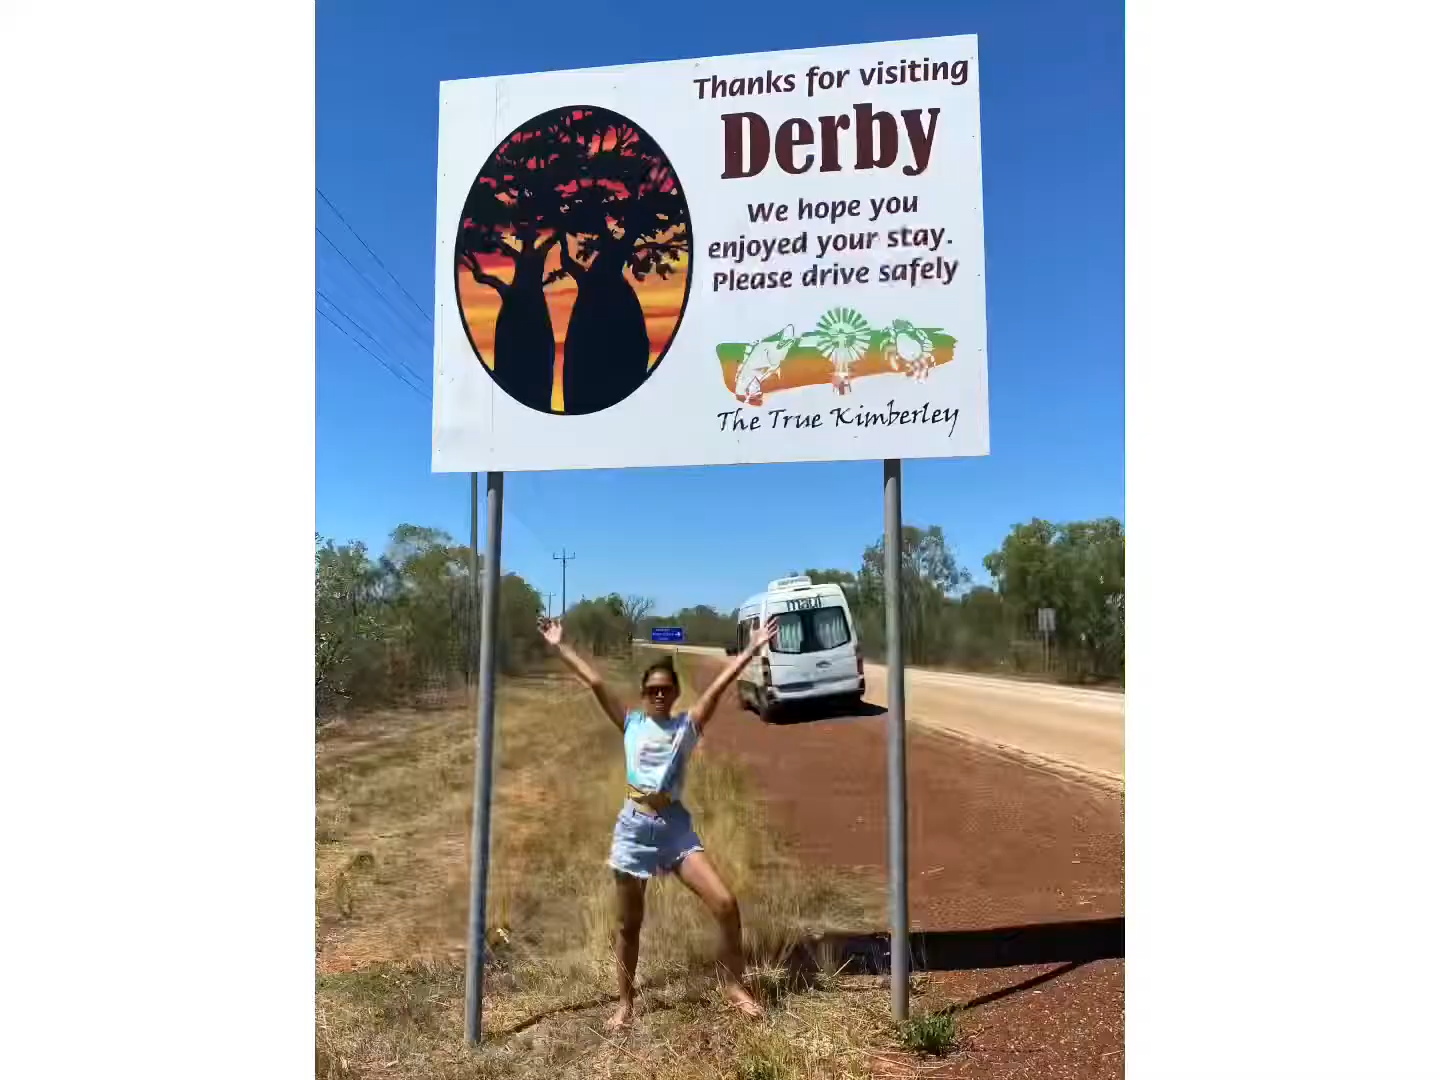 Thanks for visiting
Derby
We hope you
enjoyed your stay.
Please drive safely
The True Kimberley
maui